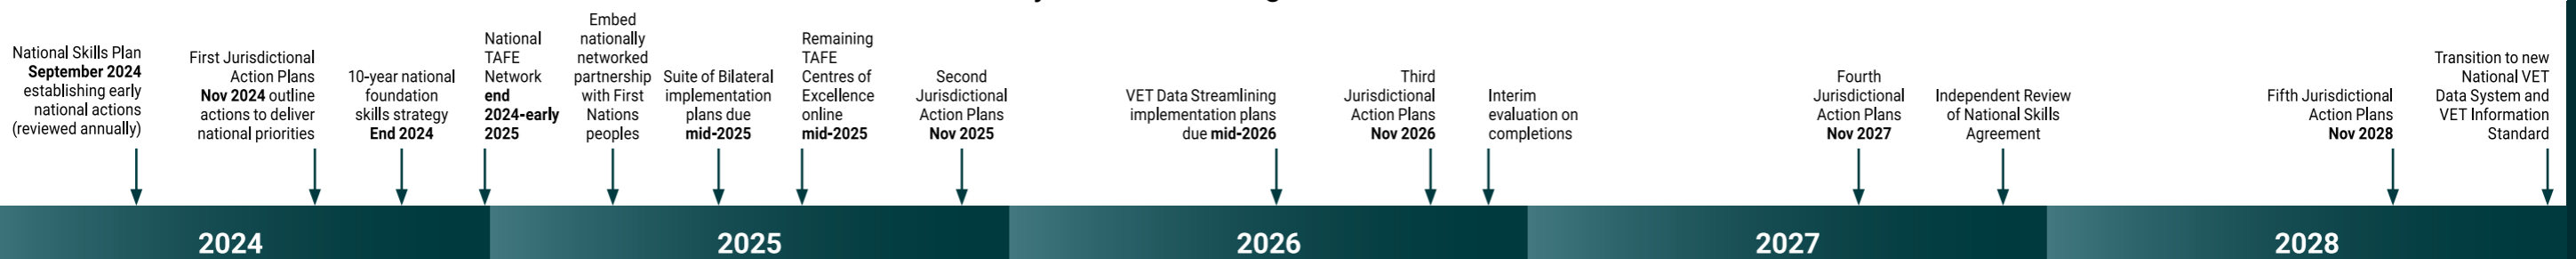 National Skills Plan
September 2024
establishing early
national actions
(reviewed annually)
First Jurisdictional
Action Plans
Nov 2024 outline
actions to deliver
national priorities
10-year national
foundation
skills strategy
End 2024
National
TAFE
Network
end
2024-early
2025
Embed
nationally
networked
partnership
with First
Nations
peoples
Suite of Bilateral
implementation
plans due
mid-2025
Remaining
TAFE
Centres of
Excellence
online
mid-2025
Second
Jurisdictional
Action Plans
Nov 2025
VET Data Streamlining
implementation plans
due mid-2026
Third
Jurisdictional
Action Plans
Nov 2026
Interim
evaluation on
completions
Fourth
Jurisdictional
Action Plans
Nov 2027
Independent Review
of National Skills
Agreement
Fifth Jurisdictional
Action Plans
Nov 2028
Transition to new
National VET
Data System and
VET Information
Standard
2024
2025
2026
2027
2028